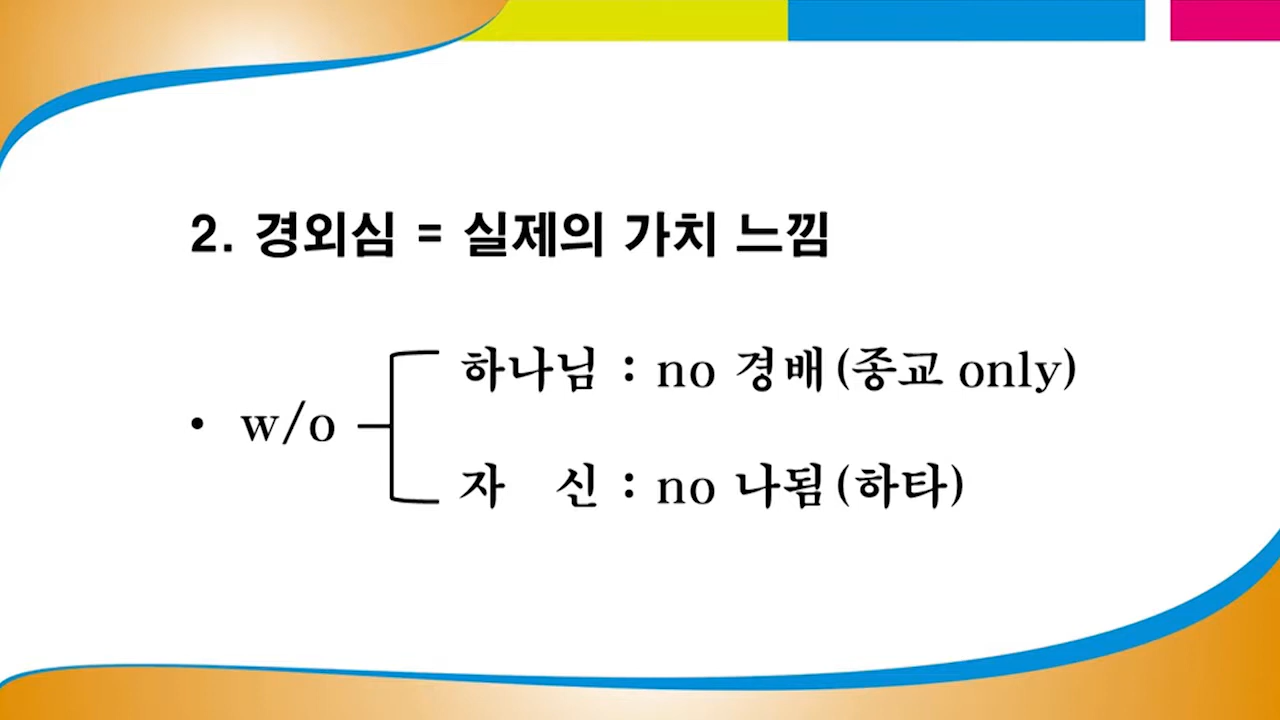 2. 경외심 = 실제의 가치 느낌
하나님 : no 경배(종교 only)
• w/o
자 신 : no 나됨(하타)